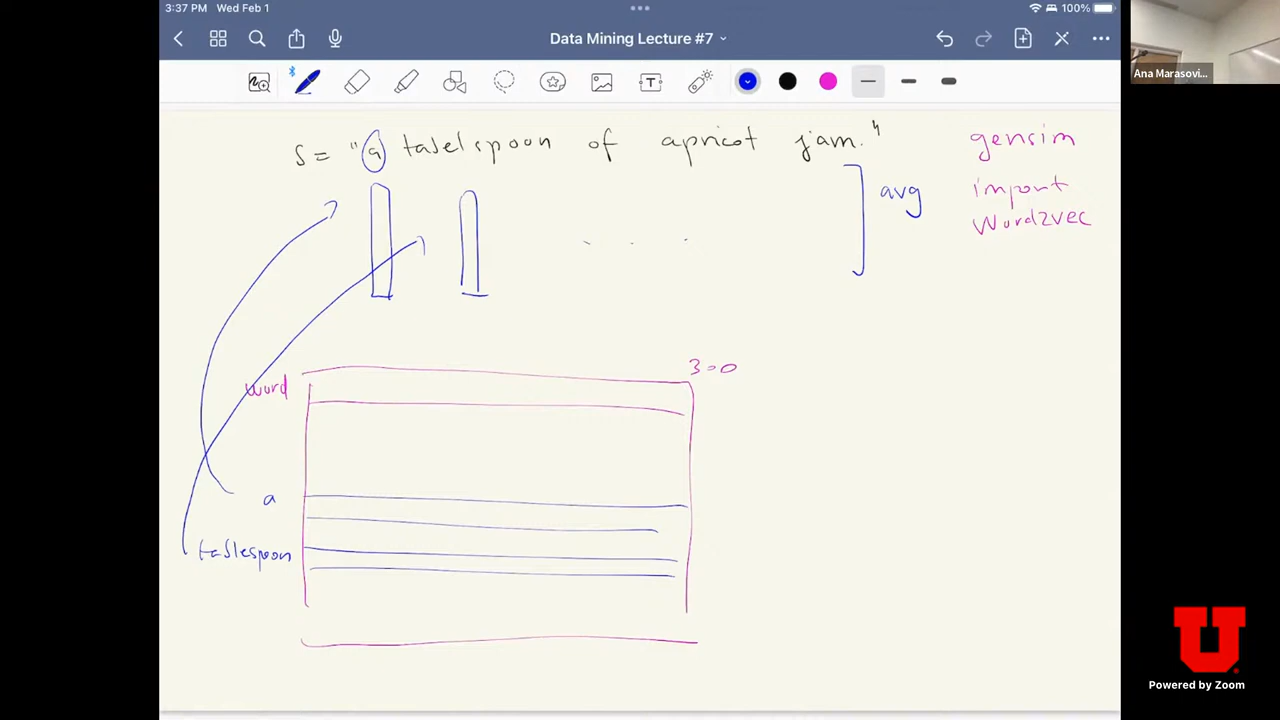 3:37 PM Wed Feb 1
100%
Data Mining Lecture #7
T
Ana Marasovi...
S = "a tablespoon of apricot jam."
gensim
avg
import
Word2vec
300
word
a
tablespoon
U
Powered by Zoom